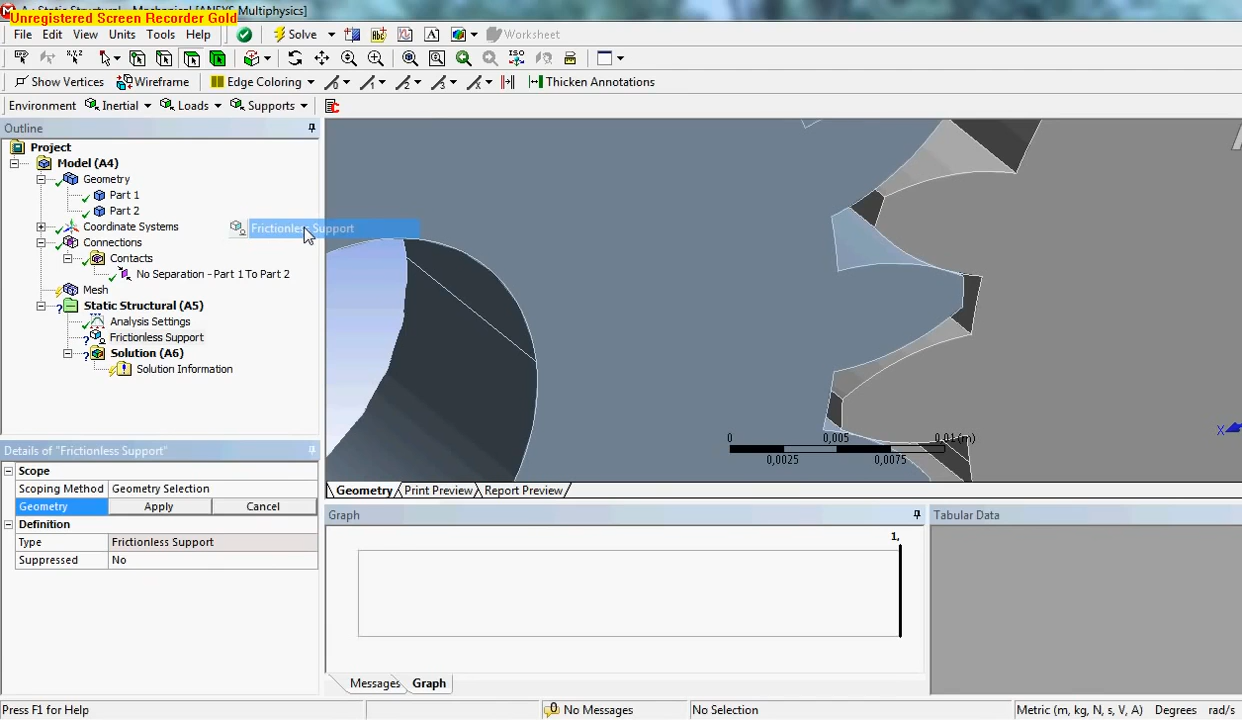 A : Static Structural - Mechanical [ANSYS Multiphysics]
Unregistered Screen Recorder Gold
File Edit View Units Tools Help Solve Worksheet
Show Vertices Wireframe Edge Coloring Thicken Annotations
Environment Inertial Loads Supports
Outline
Project
Model (A4)
Geometry
Part 1
Part 2
Coordinate Systems
Frictionless Support
Connections
Contacts
No Separation - Part 1 To Part 2
Mesh
Static Structural (A5)
Analysis Settings
Frictionless Support
Solution (A6)
Solution Information
X
0 0,005 0,01 (m)
0,0025 0,0075
Details of "Frictionless Support"
Scope
Scoping Method Geometry Selection
Geometry Apply Cancel
Definition
Type Frictionless Support
Suppressed No
Geometry Print Preview Report Preview
Graph
1,
Tabular Data
Messages Graph
Press F1 for Help 0 No Messages No Selection Metric (m, kg, N, s, V, A) Degrees rad/s